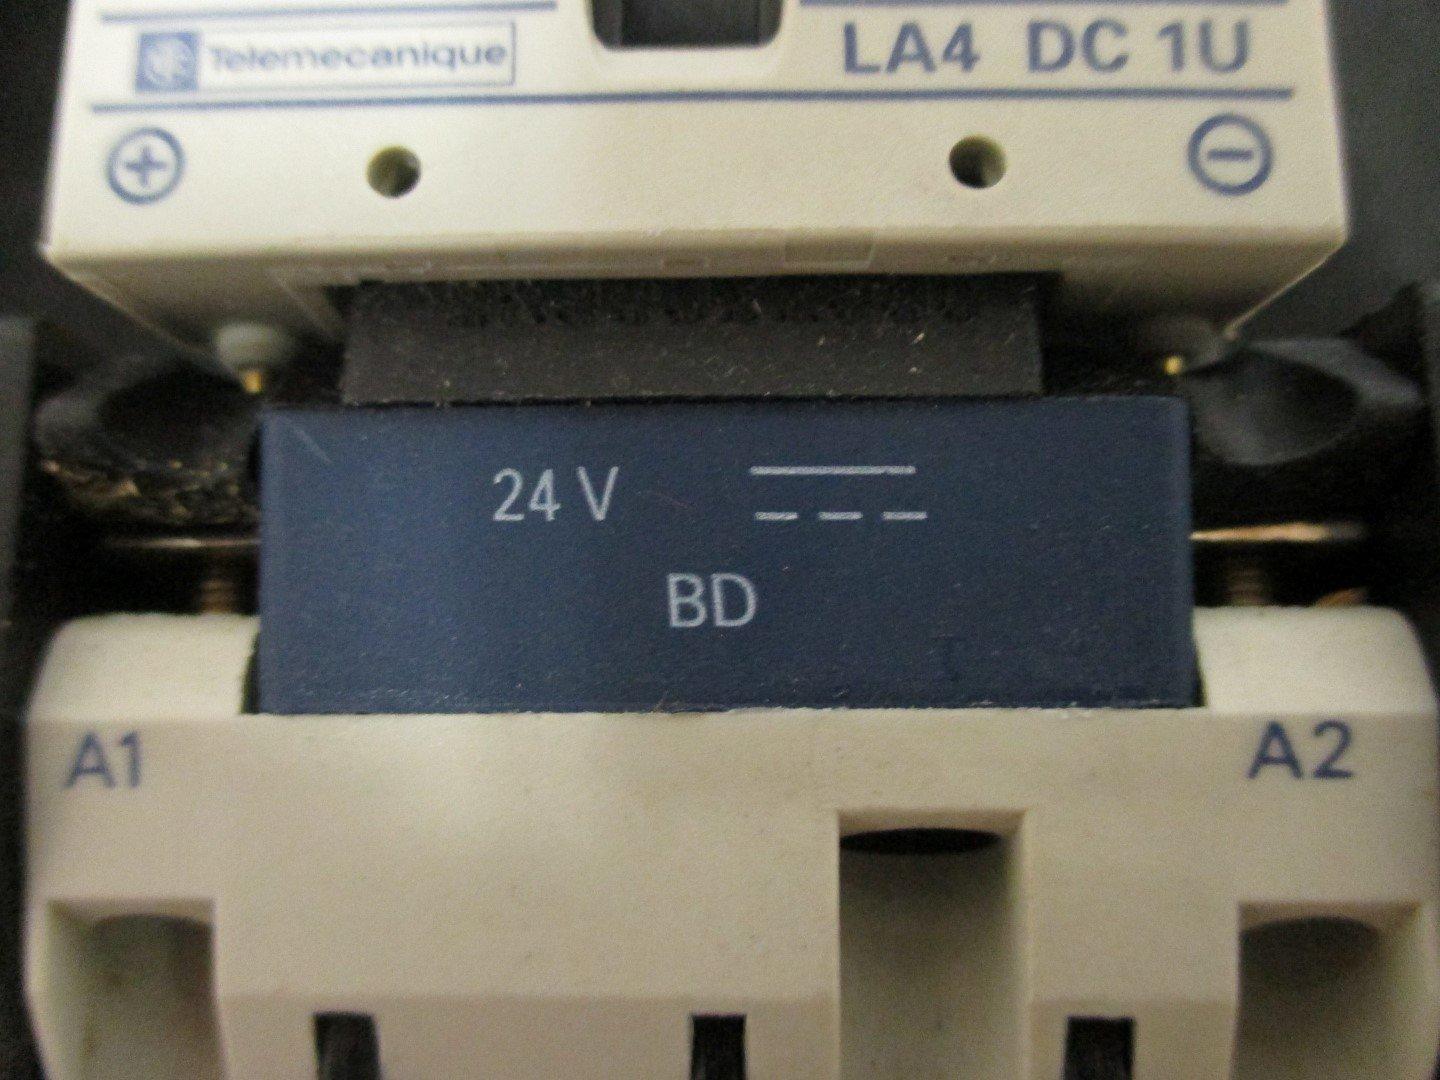 Telemecanique
LA4 DC 1U
+ −
24 V ⎓
BD
A1 A2